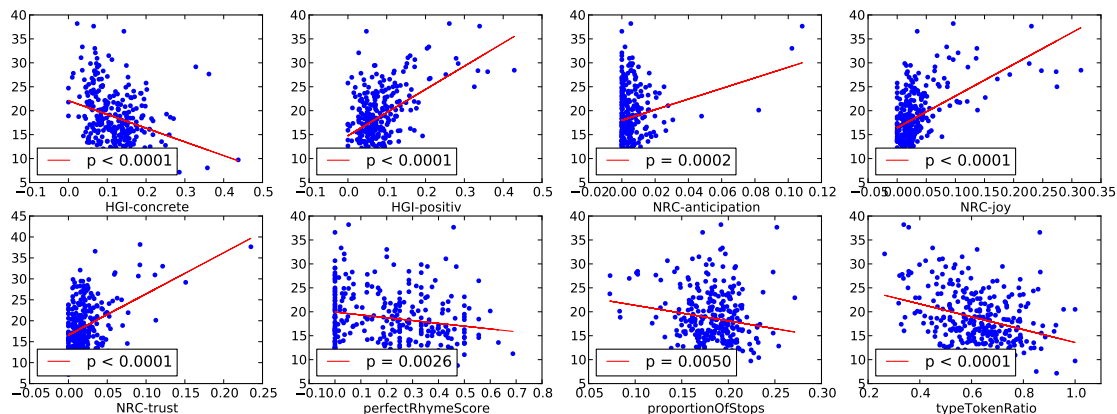 40
35
30
25
20
15
10
5
p < 0.0001
−0.1 0.0 0.1 0.2 0.3 0.4 0.5
HGI-concrete
40
35
30
25
20
15
10
5
p < 0.0001
−0.1 0.0 0.1 0.2 0.3 0.4 0.5
HGI-positiv
40
35
30
25
20
15
10
5
p = 0.0002
−0.02 0.00 0.02 0.04 0.06 0.08 0.10 0.12
NRC-anticipation
40
35
30
25
20
15
10
5
p < 0.0001
−0.05 0.00 0.05 0.10 0.15 0.20 0.25 0.30 0.35
NRC-joy
45
40
35
30
25
20
15
10
5
p < 0.0001
−0.05 0.00 0.05 0.10 0.15 0.20 0.25
NRC-trust
40
35
30
25
20
15
10
5
p = 0.0026
−0.1 0.0 0.1 0.2 0.3 0.4 0.5 0.6 0.7 0.8
perfectRhymeScore
40
35
30
25
20
15
10
5
p = 0.0050
0.05 0.10 0.15 0.20 0.25 0.30
proportionOfStops
40
35
30
25
20
15
10
5
p < 0.0001
0.2 0.4 0.6 0.8 1.0
typeTokenRatio